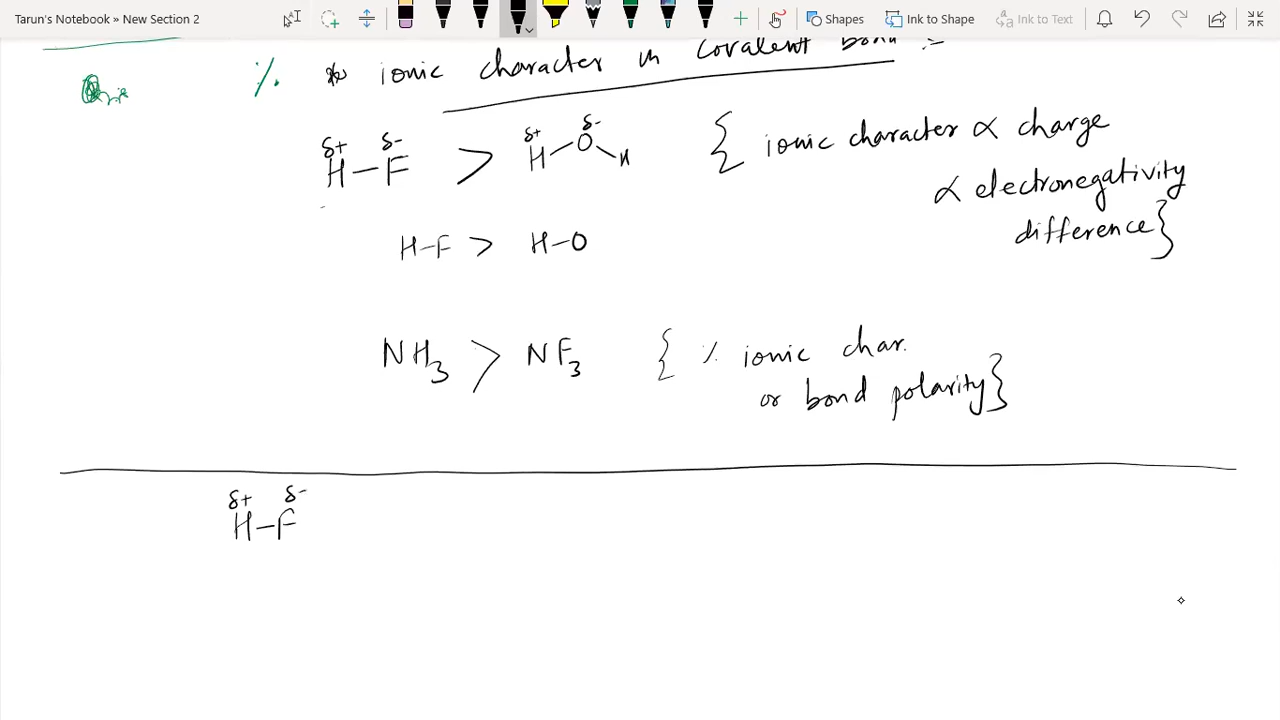 Tarun's Notebook » New Section 2
Shapes
Ink to Shape
Ink to Text
% ionic character in covalent bond :-
δ+ δ-
H-F > H-O-H
δ+ δ-
{ ionic character ∝ charge
∝ electronegativity
difference}
H-F > H-O
NH₃ > NF₃ { % ionic char.
or bond polarity}
δ+ δ-
H-F